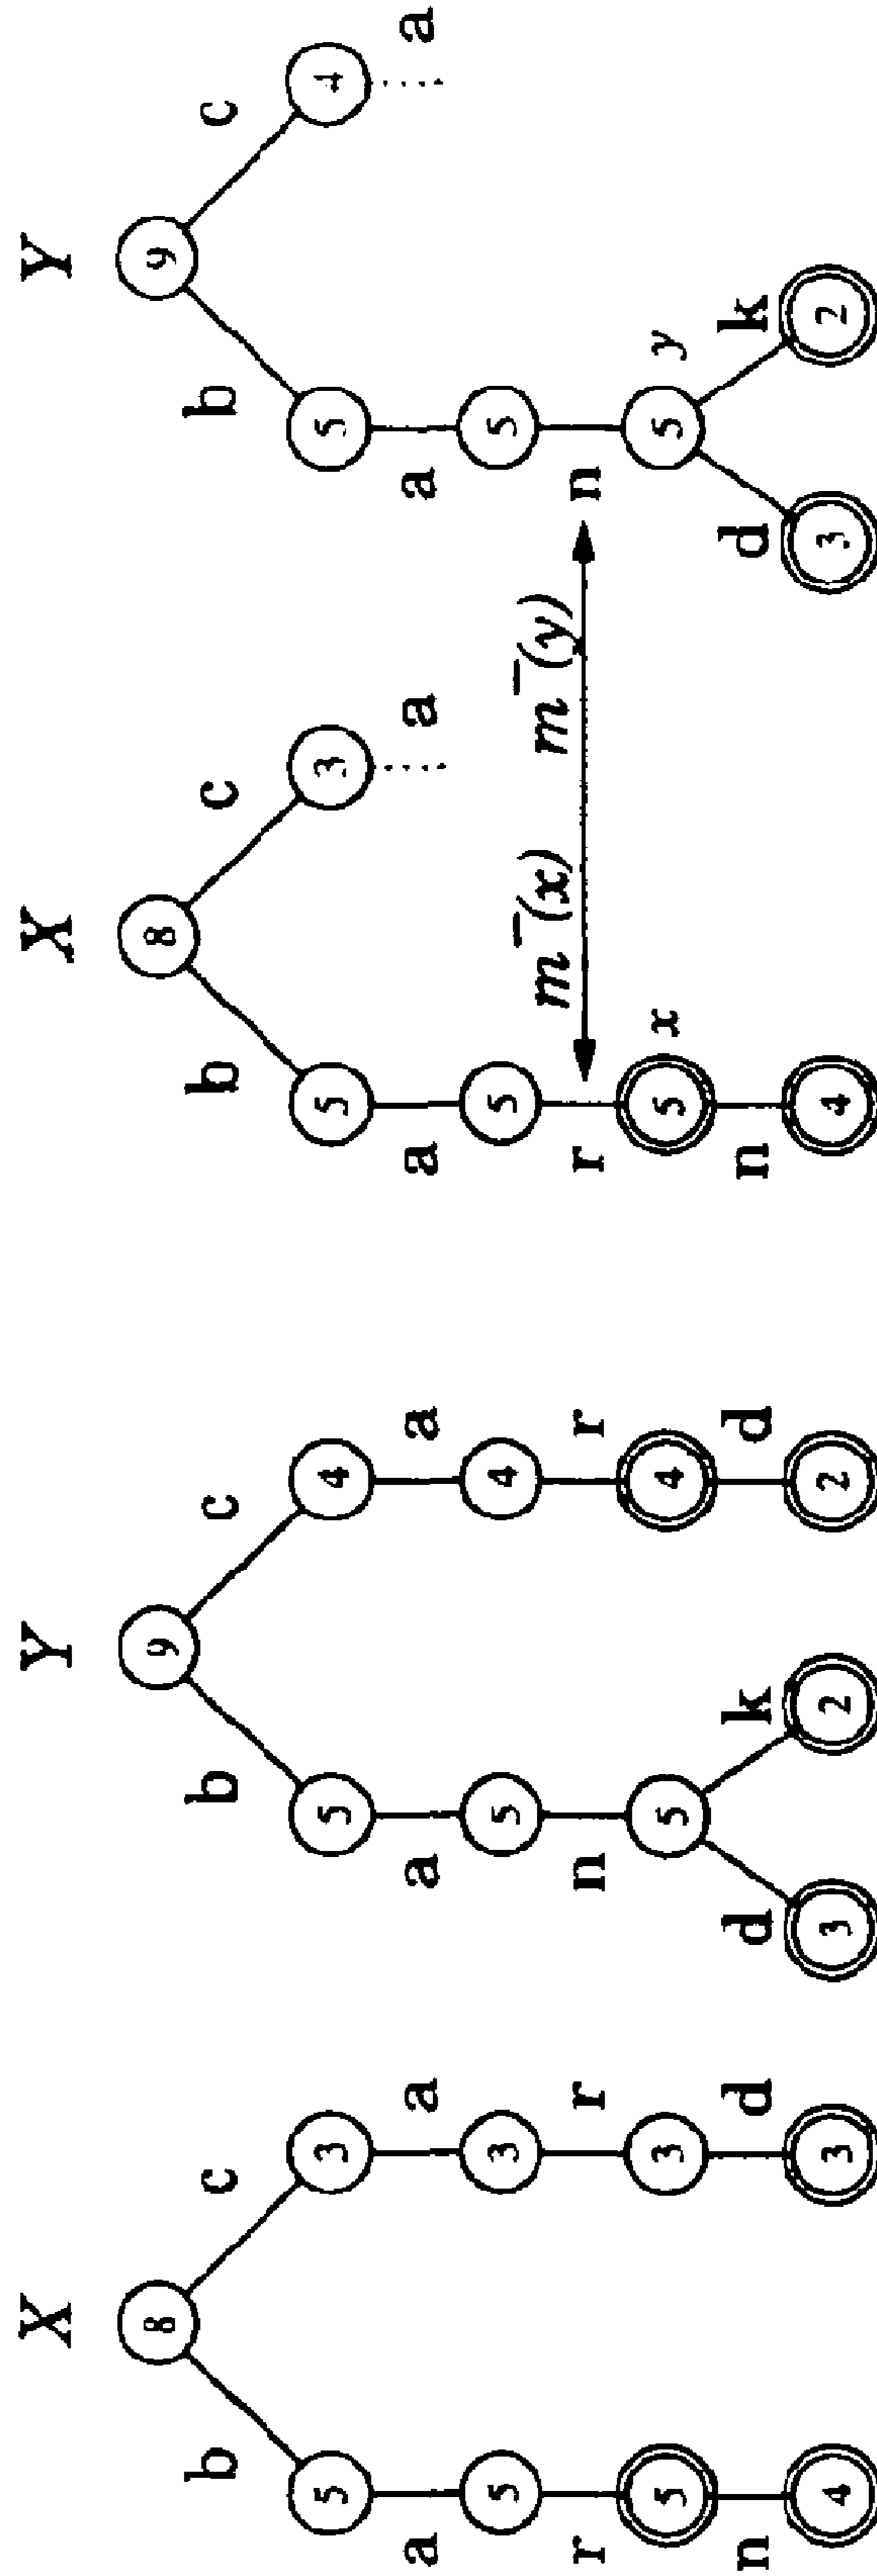 X Y X Y
8 9 8 9
b c b c b c b c
5 3 5 4 5 3 5 4
a a a a a a a a
5 3 5 4 5 5
m⁻(x) m⁻(y)
r r n r r n
5 3 5 4 5 x 5 y
n d d k d n d k
4 3 3 2 2 4 3 2